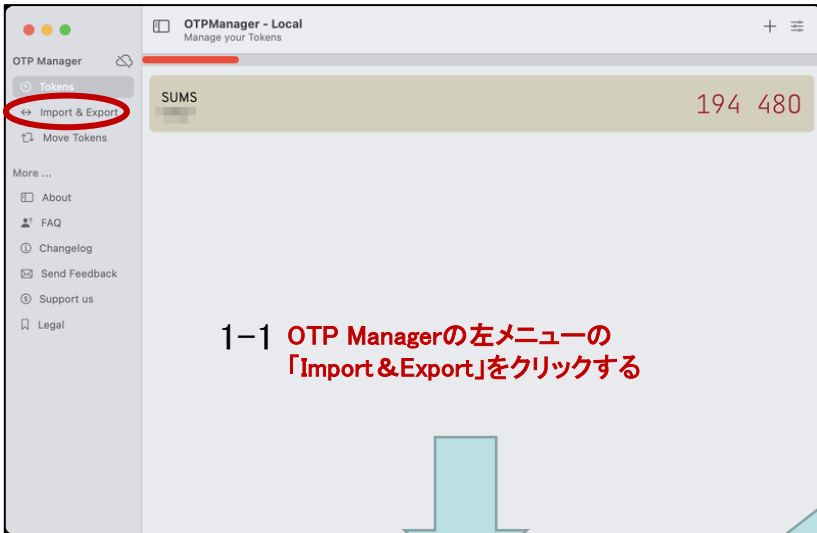 OTPManager - Local
Manage your Tokens
OTP Manager
Tokens
Import & Export
Move Tokens
More ...
About
FAQ
Changelog
Send Feedback
Support us
Legal
SUMS
194 480
1-1 OTP Managerの左メニューの
「Import&Export」をクリックする